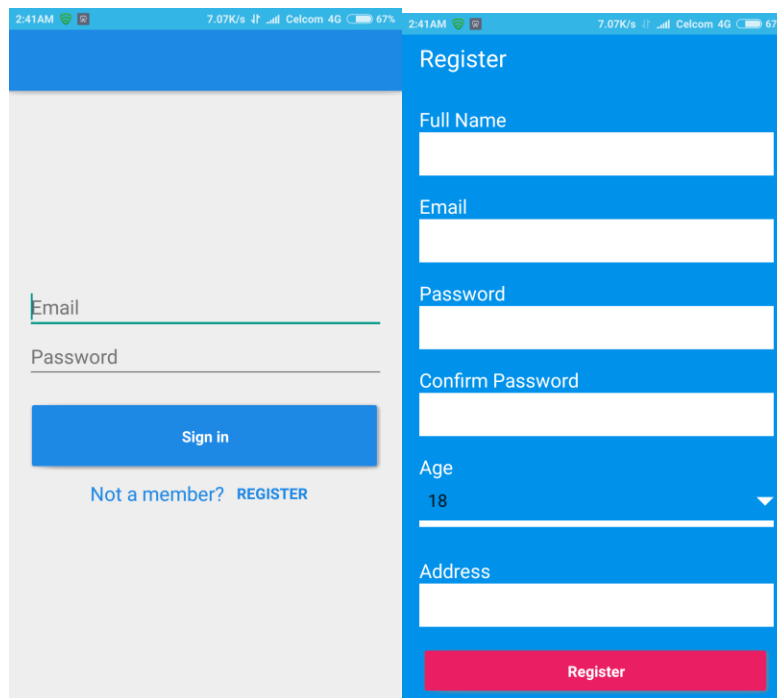 2:41AM 7.07K/s Celcom 4G 67%
Email
Password
Sign in
Not a member? REGISTER
2:41AM 7.07K/s Celcom 4G 67
Register
Full Name
Email
Password
Confirm Password
Age
18
Address
Register